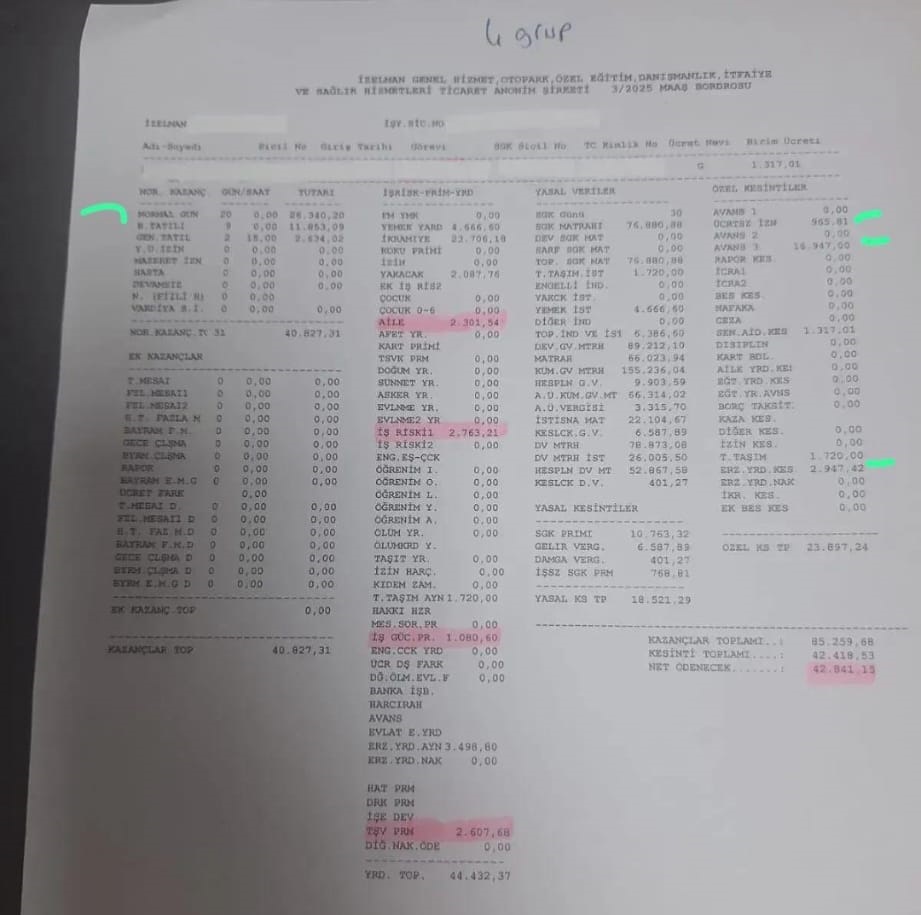 4 grup
İZELMAN GENEL HİZMET,OTOPARK,ÖZEL EĞİTİM,DANIŞMANLIK,İTFAİYE
VE SAĞLIK HİZMETLERİ TİCARET ANONİM ŞİRKETİ 3/2025 MAAŞ BORDROSU
İZELMAN
İŞY.SİC.NO
Adı-Soyadı Sicil No Giriş Tarihi Görevi SGK Sicil No TC Kimlik No Ücret Nevi Birim Ücreti
G 1.317,01
NOR. KAZANÇ GÜN/SAAT TUTARI
NORMAL GÜN 20 0,00 26.340,20
H.TATİLİ 9 0,00 11.853,09
GEN.TATİL 2 15,00 2.634,02
Y.Ü.İZİN 0 0,00 0,00
MAZERET İZN 0 0,00 0,00
HASTA 0 0,00 0,00
DEVAMSIZ 0 0,00 0,00
N. (FİİLİ H) 0 0,00
VARDİYA S.İ. 0 0,00 0,00
NOR.KAZANÇ.TC 31 40.827,31
EK KAZANÇLAR
T.MESAI 0 0,00 0,00
FZL.MESAI1 0 0,00 0,00
FZL.MESAI2 0 0,00 0,00
H.T. FAZLA M 0 0,00 0,00
BAYRAM F.M. 0 0,00 0,00
GECE ÇLŞMA 0 0,00 0,00
BYRM.ÇLŞMA 0 0,00 0,00
RAPOR 0 0,00 0,00
BAYRAM E.M.G 0 0,00 0,00
ÜCRET FARK 0,00
T.MESAI D. 0 0,00 0,00
FZL.MESAI1 D 0 0,00 0,00
H.T. FAZ.M.D 0 0,00 0,00
BAYRAM F.M.D 0 0,00 0,00
GECE ÇLŞMA D 0 0,00 0,00
BYRM.ÇLŞMA D 0 0,00 0,00
BYRM E.M.G D 0 0,00 0,00
EK KAZANÇ.TOP 0,00
KAZANÇLAR TOP 40.827,31
İŞRİSK-PRİM-YRD
FM YMK 0,00
YEMEK YARD 4.666,60
İKRAMİYE 23.706,18
KOKU PRİMİ 0,00
İZİN 0,00
YAKACAK 2.087,76
EK İŞ RİSZ
ÇOCUK 0,00
ÇOCUK 0-6 0,00
AİLE 2.301,54
AFET YR. 0,00
KART PRİMİ
TSVK PRM 0,00
DOĞUM YR. 0,00
SÜNNET YR. 0,00
ASKER YR. 0,00
EVLNME YR. 0,00
EVLNME2 YR 0,00
İŞ RİSKİ1 2.763,21
İŞ RİSKİ2 0,00
ENG.EŞ-ÇCK
ÖĞRENİM I. 0,00
ÖĞRENİM O. 0,00
ÖĞRENİM L. 0,00
ÖĞRENİM Y. 0,00
ÖĞRENİM A. 0,00
ÖLÜM YR. 0,00
ÖLÜMKRD Y.
TAŞIT YR. 0,00
İZİN HARÇ. 0,00
KIDEM ZAM. 0,00
T.TAŞIM AYN 1.720,00
HAKKI HZR
MES.SOR.PR 0,00
İŞ GÜÇ.PR. 1.080,60
ENG.CCK YRD 0,00
ÜCR DŞ FARK 0,00
DĞ.ÖLM.EVL.F 0,00
BANKA İŞB.
HARCIRAH
AVANS
EVLAT E.YRD
ERZ.YRD.AYN 3.498,80
ERZ.YRD.NAK 0,00
HAT PRM
DRK PRM
İŞE DEV
TŞV PRM 2.607,68
DİĞ.NAK.ÖDE 0,00
YRD. TOP. 44.432,37
YASAL VERİLER
SGK Günü 30
SGK MATRAHI 76.880,88
DEV SGK MAT 0,00
SARF SGK MAT 0,00
TOP. SGK MAT 76.880,88
T.TAŞIM.İST 1.720,00
ENGELLİ İND. 0,00
YAKCK İST. 0,00
YEMEK İST 4.666,60
DİĞER İND 0,00
TOP.İND VE İST 6.386,60
DEV.GV.MTRH 89.212,10
MATRAH 66.023,94
KUM.GV MTRH 155.236,04
HESPLN G.V. 9.903,59
A.Ü.KUM.GV.MT 66.314,02
A.Ü.VERGİSİ 3.315,70
İSTİSNA MAT 22.104,67
KESLCK.G.V. 6.587,89
DV MTRH 78.873,08
DV MTRH İST 26.005,50
HESPLN DV MT 52.867,58
KESLCK D.V. 401,27
YASAL KESİNTİLER
SGK PRIMI 10.763,32
GELIR VERG. 6.587,89
DAMGA VERG. 401,27
İŞSZ SGK PRM 768,81
YASAL KS TP 18.521,29
ÖZEL KESİNTİLER
AVANS 1 0,00
ÜCRTSZ İZN 965,81
AVANS 2 0,00
AVANS 3 16.947,00
RAPOR KES. 0,00
İCRA1 0,00
İCRA2 0,00
BES KES. 0,00
NAFAKA 0,00
CEZA 0,00
SEN.AİD.KES 1.317,01
DISIPLIN 0,00
KART BDL. 0,00
AİLE YRD.KE 0,00
EĞT.YRD.KES 0,00
EĞT.YR.AVNS 0,00
BORÇ TAKSİT. 0,00
KAZA KES.
DİĞER KES. 0,00
İZİN KES. 0,00
T.TAŞIM 1.720,00
ERZ.YRD.KES 2.947,42
ERZ.YRD.NAK 0,00
İKR. KES. 0,00
EK BES KES 0,00
ÖZEL KS TP 23.897,24
KAZANÇLAR TOPLAMI..: 85.259,68
KESİNTİ TOPLAMI....: 42.418,53
NET ÖDENECEK.......: 42.841,15